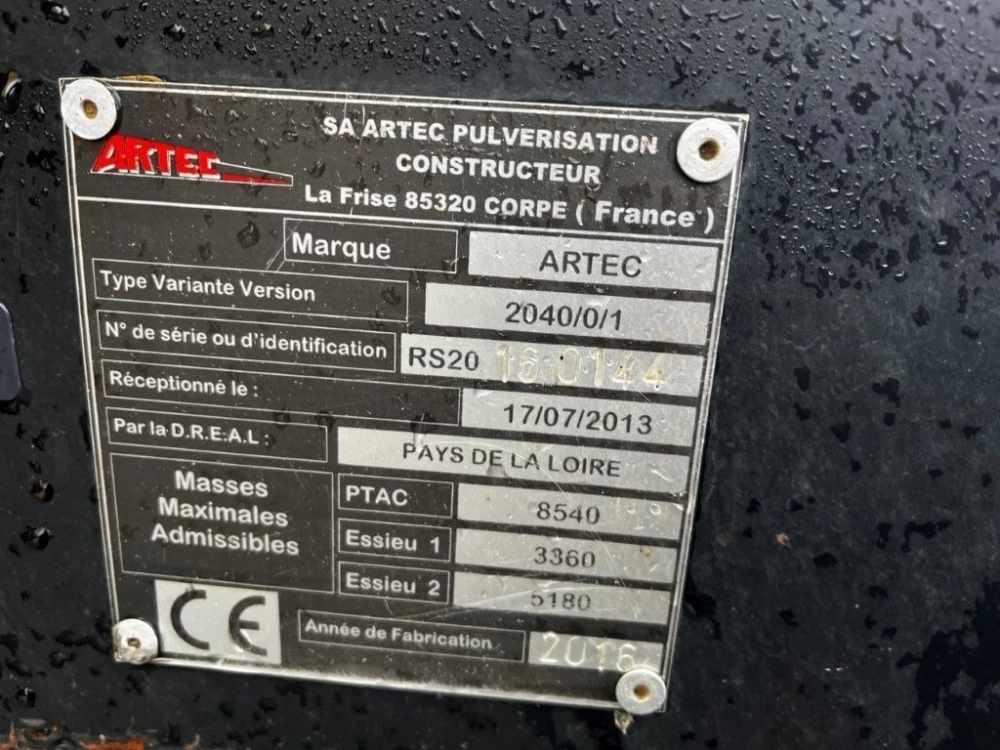 ARTEC
SA ARTEC PULVERISATION
CONSTRUCTEUR
La Frise 85320 CORPE ( France )
Marque ARTEC
Type Variante Version 2040/0/1
N° de série ou d'identification RS20 16 0144
Réceptionné le : 17/07/2013
Par la D.R.E.A.L : PAYS DE LA LOIRE
Masses
Maximales
Admissibles
PTAC 8540
Essieu 1 3360
Essieu 2 5180
CE
Année de Fabrication 2016